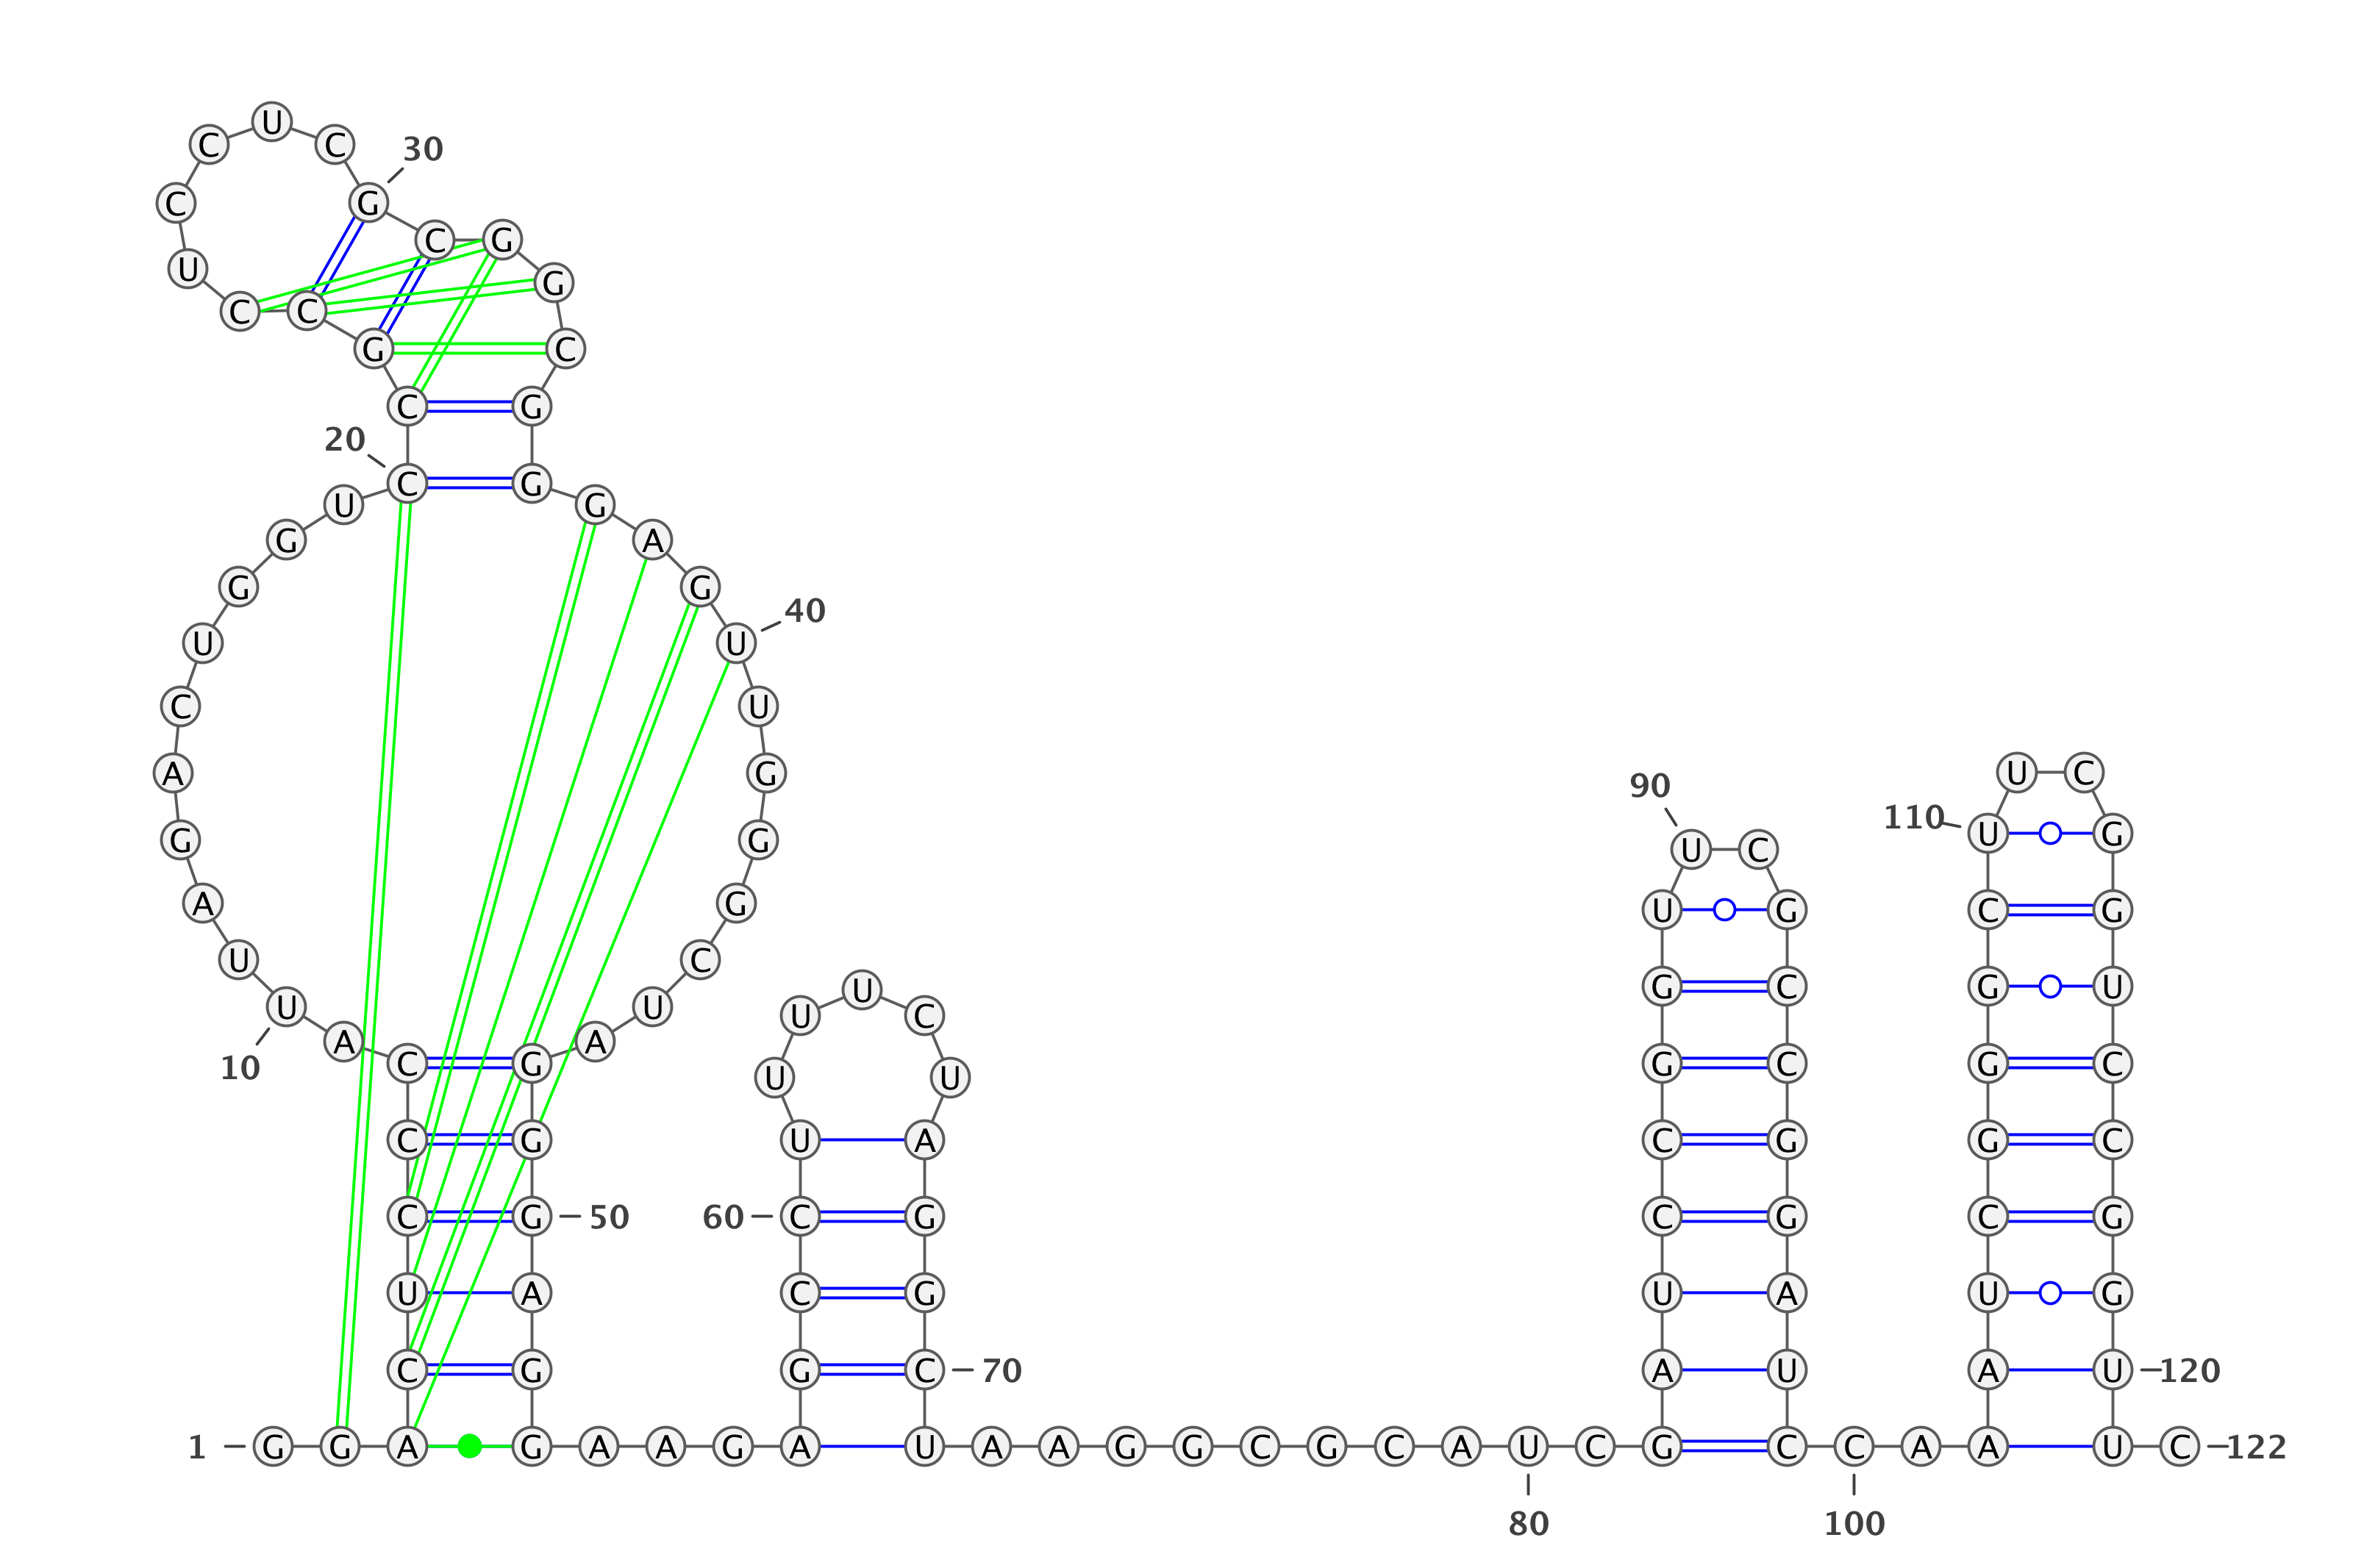 U
C C 30
C G
C G
U G
C C
G C
C G
20
C G
U G
G A
G G
40
U U
C U
A G U C
90
110 U G
G G U C
A G U G C G
U C
U U U G C G U
U C
A A
C G G C G C
10 U U
C G U A C G G C
C G 50 60 C G C G C G
U A C G U A U G
C G G C 70 A U A U 120
1 G G A G A A G A U A A G G C G C A U C G C C A A U C 122
80 100